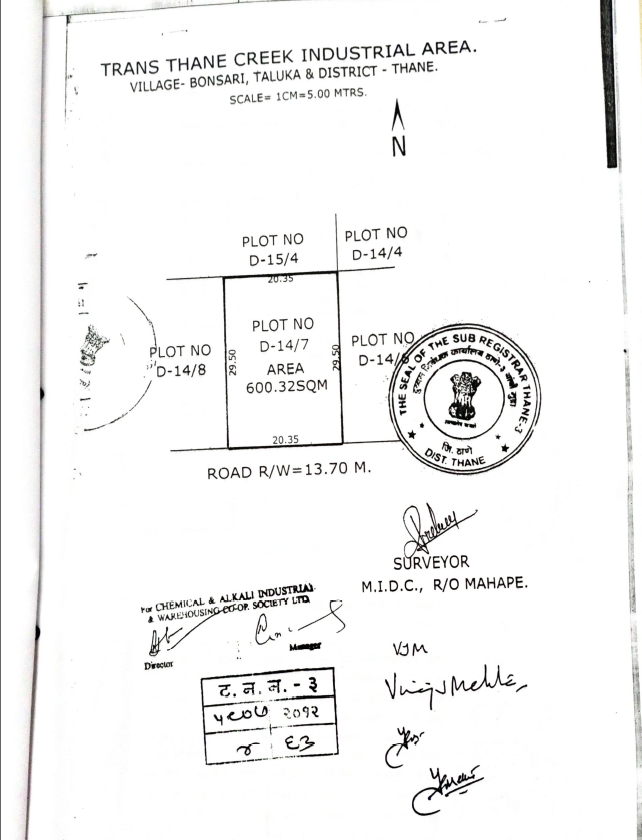 TRANS THANE CREEK INDUSTRIAL AREA.
VILLAGE- BONSARI, TALUKA & DISTRICT - THANE.
SCALE= 1CM=5.00 MTRS.
N
PLOT NO
D-15/4
PLOT NO
D-14/4
20.35
PLOT NO
D-14/8
29.50
PLOT NO
D-14/7
AREA
600.32SQM
29.50
PLOT NO
D-14/
20.35
ROAD R/W=13.70 M.
THE SEAL OF THE SUB REGISTRAR THANE-3
जि. ठाणे
DIST. THANE
SURVEYOR
M.I.D.C., R/O MAHAPE.
For CHEMICAL & ALKALI INDUSTRIAL
& WAREHOUSING CO-OP. SOCIETY LTD
Director
Manager
ट. न. न. - ३
२०१२
६३
VJM